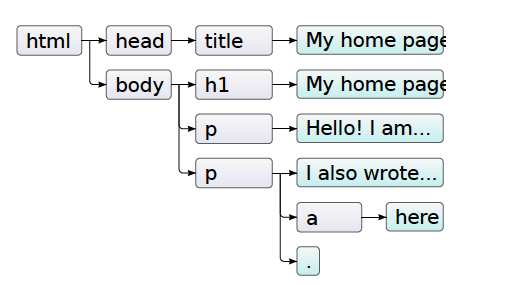 html head title My home page
body h1 My home page
p Hello! I am...
p I also wrote...
a here
.